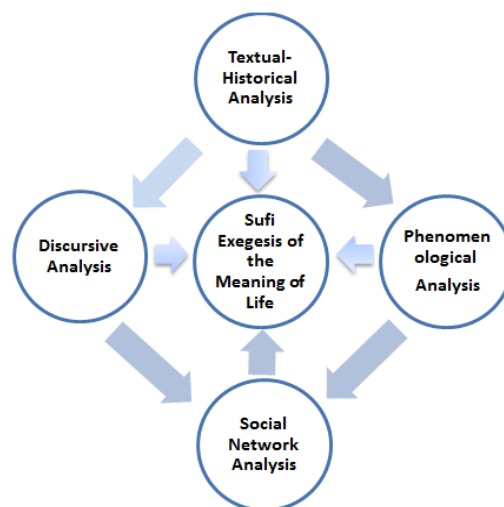 Textual-
Historical
Analysis
Discursive
Analysis
Sufi
Exegesis of
the
Meaning of
Life
Phenomen
ological
Analysis
Social
Network
Analysis